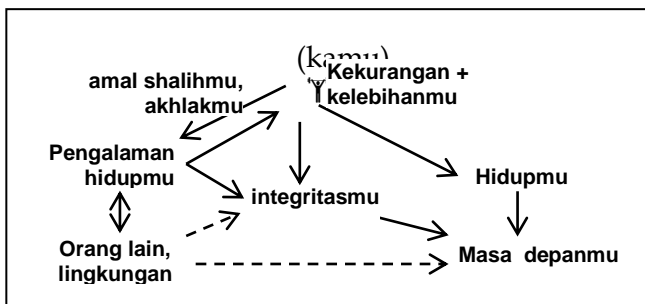 (kamu)
Kekurangan +
kelebihanmu
amal shalihmu,
akhlakmu
Pengalaman
hidupmu
integritasmu
Hidupmu
Orang lain,
lingkungan
Masa depanmu